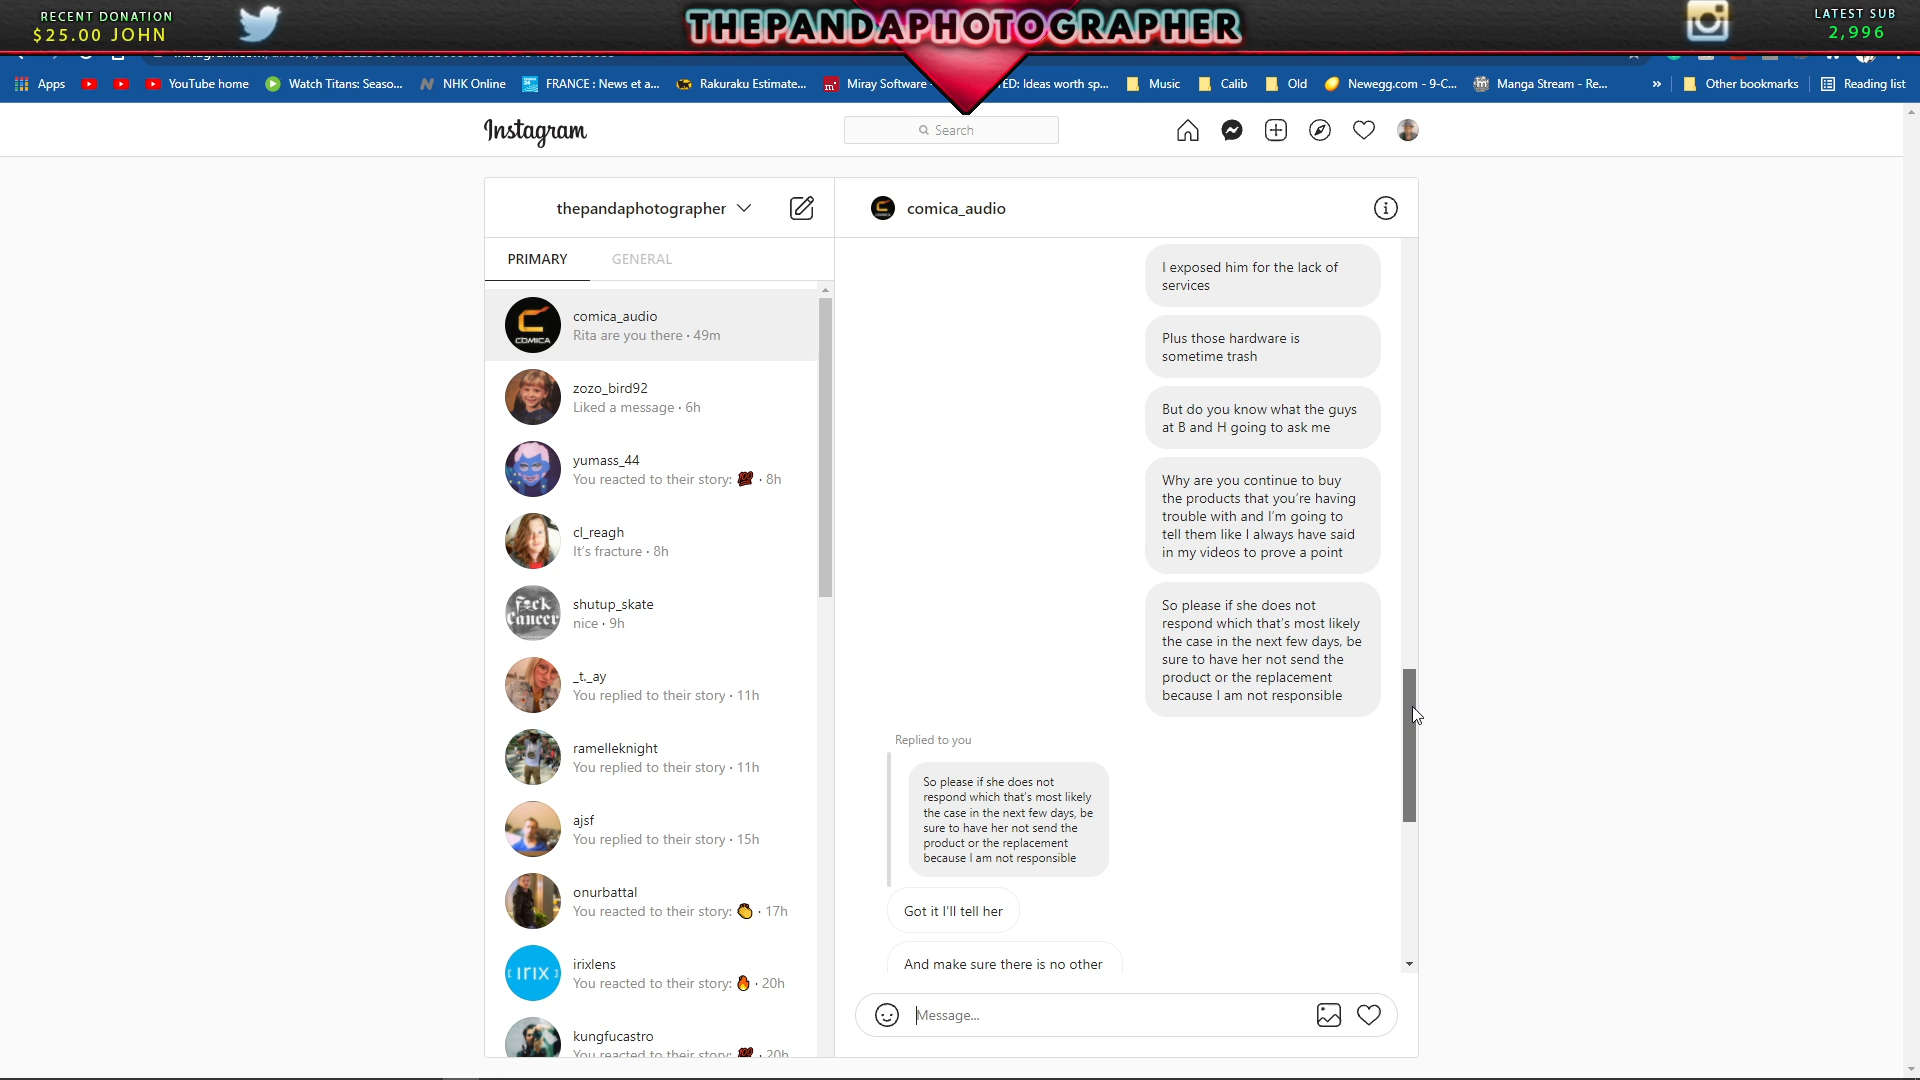 RECENT DONATION
$25.00 JOHN
THEPANDAPHOTOGRAPHER
LATEST SUB
2,996
Apps
YouTube home
Watch Titans: Seaso...
NHK Online
FRANCE : News et a...
Rakuraku Estimate...
Miray Software
ED: Ideas worth sp...
Music
Calib
Old
Newegg.com - 9-C...
Manga Stream - Re...
»
Other bookmarks
Reading list
Instagram
Search
thepandaphotographer
comica_audio
PRIMARY
GENERAL
COMICA
comica_audio
Rita are you there · 49m
zozo_bird92
Liked a message · 6h
yumass_44
You reacted to their story: 💯 · 8h
cl_reagh
It's fracture · 8h
F*ck
Cancer
shutup_skate
nice · 9h
_t._ay
You replied to their story · 11h
ramelleknight
You replied to their story · 11h
ajsf
You replied to their story · 15h
onurbattal
You reacted to their story: 👏 · 17h
irix
irixlens
You reacted to their story: 🔥 · 20h
kungfucastro
You reacted to their story: 💯 · 20h
I exposed him for the lack of
services
Plus those hardware is
sometime trash
But do you know what the guys
at B and H going to ask me
Why are you continue to buy
the products that you're having
trouble with and I'm going to
tell them like I always have said
in my videos to prove a point
So please if she does not
respond which that's most likely
the case in the next few days, be
sure to have her not send the
product or the replacement
because I am not responsible
Replied to you
So please if she does not
respond which that's most likely
the case in the next few days, be
sure to have her not send the
product or the replacement
because I am not responsible
Got it I'll tell her
And make sure there is no other
Message...